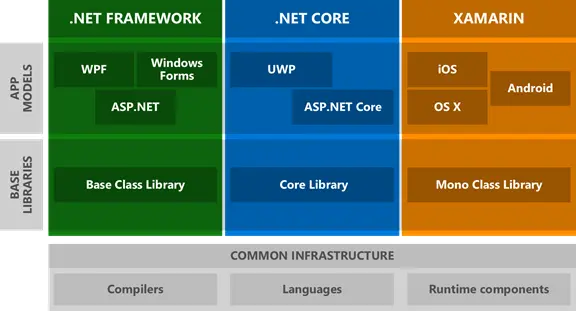 .NET FRAMEWORK
.NET CORE
XAMARIN
APP
MODELS
WPF
Windows
Forms
ASP.NET
UWP
ASP.NET Core
iOS
Android
OS X
BASE
LIBRARIES
Base Class Library
Core Library
Mono Class Library
COMMON INFRASTRUCTURE
Compilers
Languages
Runtime components